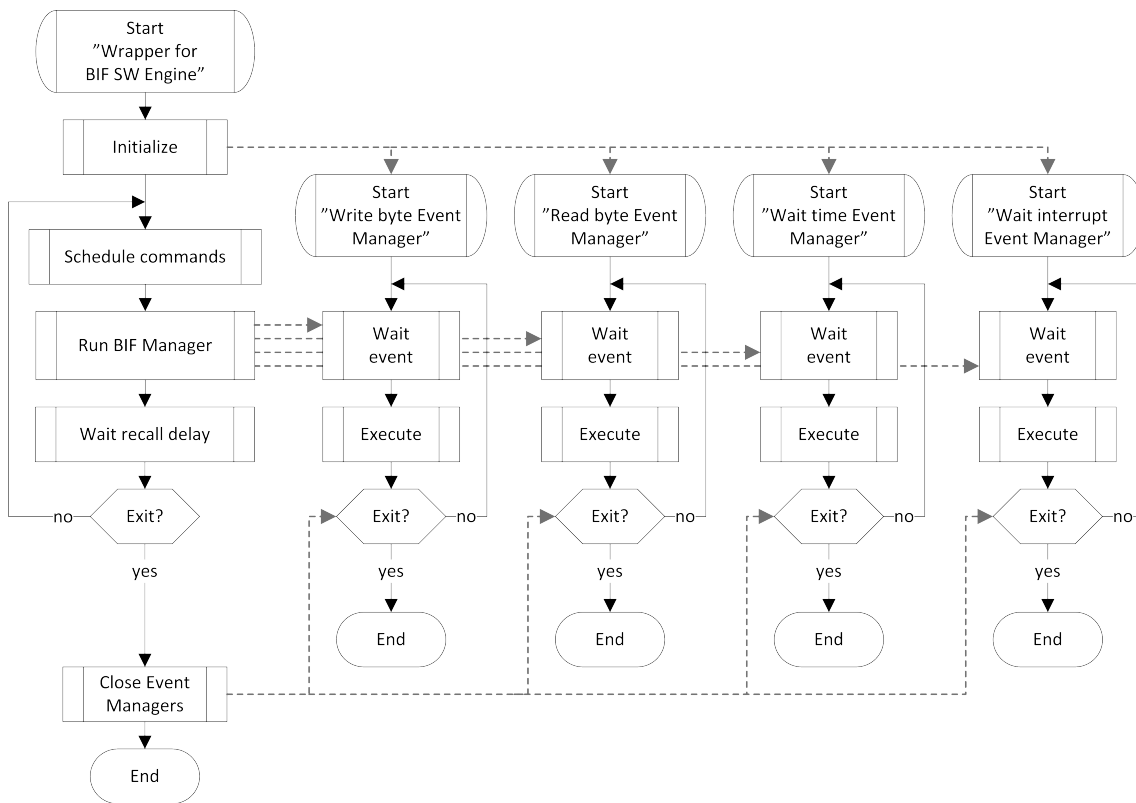 Start
”Wrapper for
BIF SW Engine”
Initialize
Schedule commands
Run BIF Manager
Wait recall delay
Exit?
no
yes
Close Event
Managers
End
Start
”Write byte Event
Manager”
Wait
event
Execute
Exit?
no
yes
End
Start
”Read byte Event
Manager”
Wait
event
Execute
Exit?
no
yes
End
Start
”Wait time Event
Manager”
Wait
event
Execute
Exit?
no
yes
End
Start
”Wait interrupt
Event Manager”
Wait
event
Execute
Exit?
no
yes
End